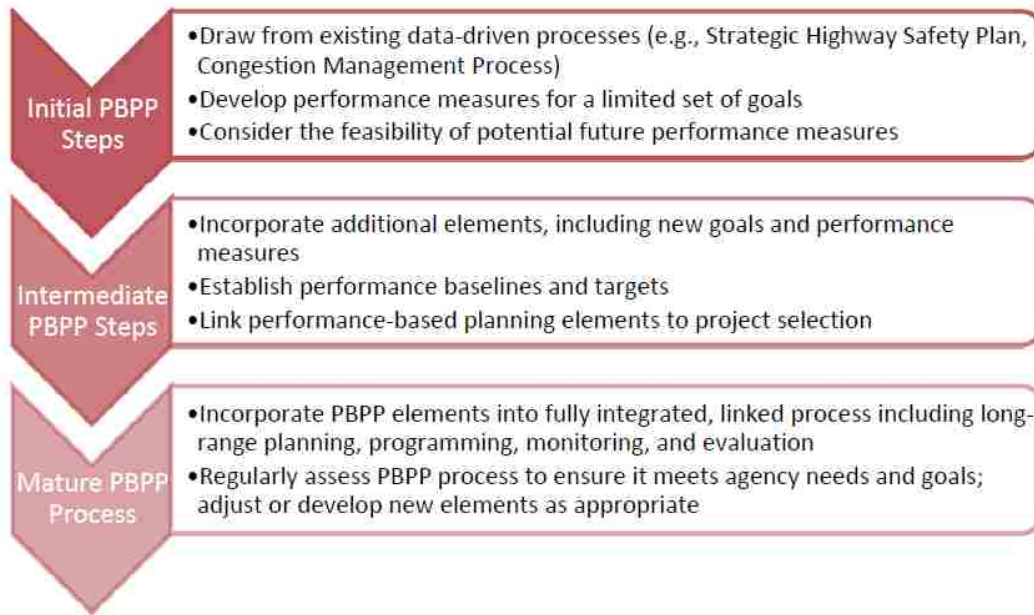 Initial PBPP
Steps
•Draw from existing data-driven processes (e.g., Strategic Highway Safety Plan,
Congestion Management Process)
•Develop performance measures for a limited set of goals
•Consider the feasibility of potential future performance measures
Intermediate
PBPP Steps
•Incorporate additional elements, including new goals and performance
measures
•Establish performance baselines and targets
•Link performance-based planning elements to project selection
Mature PBPP
Process
•Incorporate PBPP elements into fully integrated, linked process including long-
range planning, programming, monitoring, and evaluation
•Regularly assess PBPP process to ensure it meets agency needs and goals;
adjust or develop new elements as appropriate